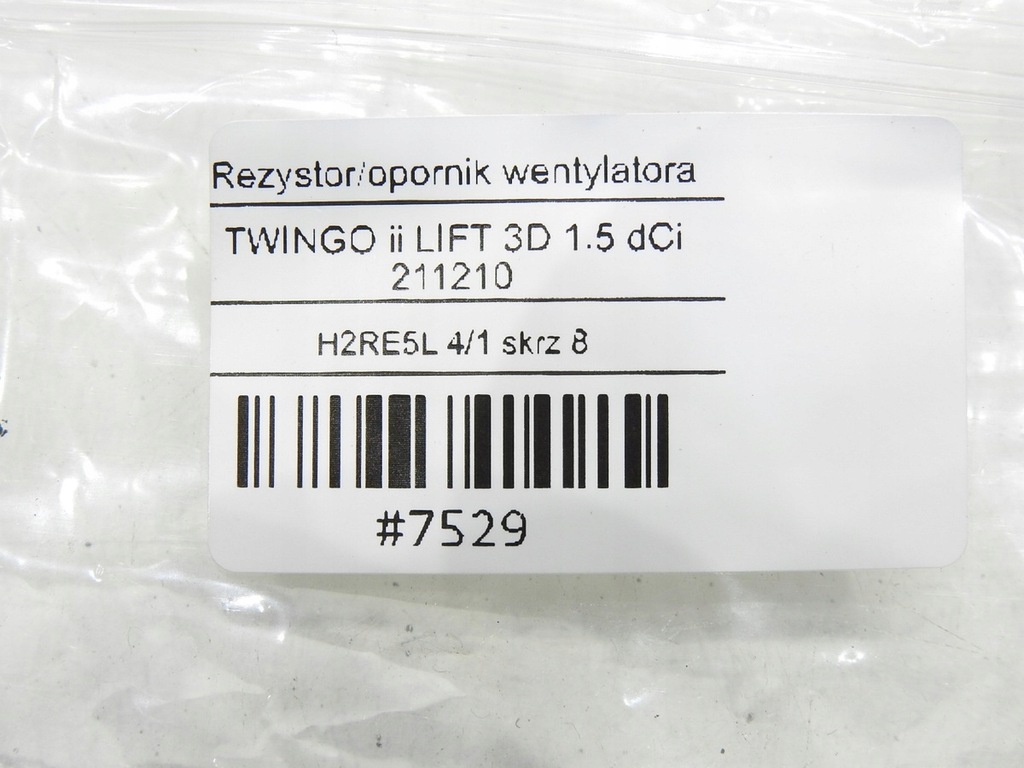 Rezystor/opornik wentylatora
TWINGO ii LIFT 3D 1.5 dCi
211210
H2RE5L 4/1 skrz 8
#7529